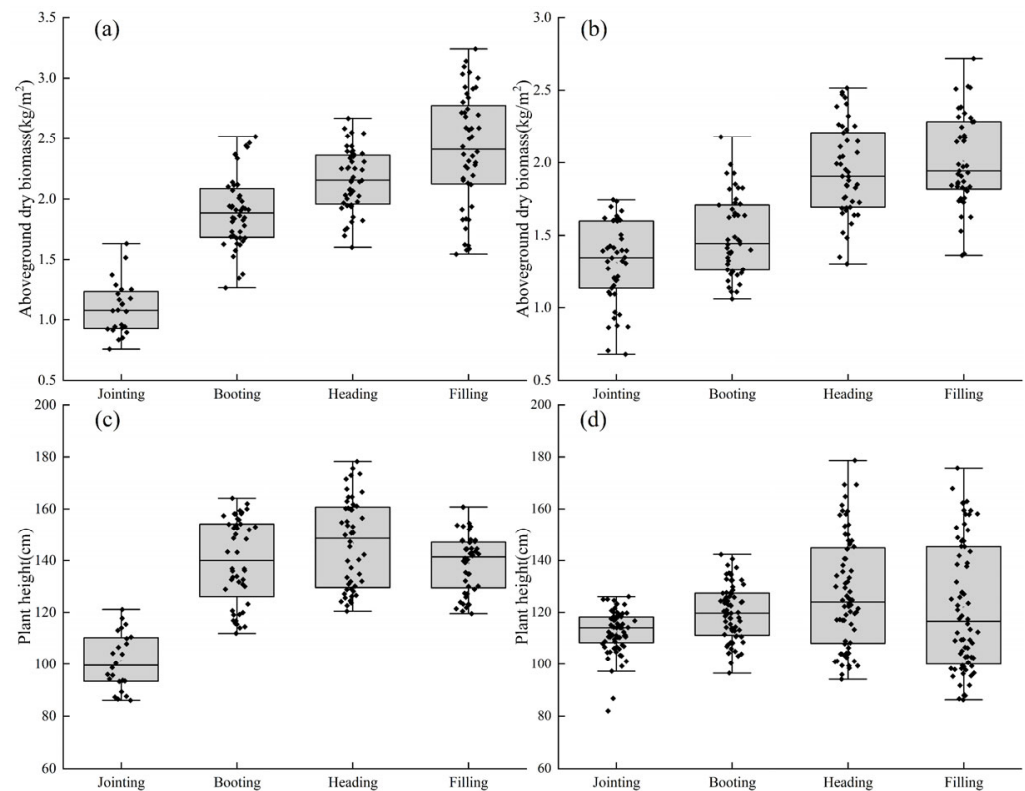 (a)
Aboveground dry biomass(kg/m²)
3.5
3.0
2.5
2.0
1.5
1.0
0.5
Jointing Booting Heading Filling
(b)
Aboveground dry biomass(kg/m²)
3.0
2.5
2.0
1.5
1.0
0.5
Jointing Booting Heading Filling
(c)
Plant height(cm)
200
180
160
140
120
100
80
60
Jointing Booting Heading Filling
(d)
Plant height(cm)
200
180
160
140
120
100
80
60
Jointing Booting Heading Filling